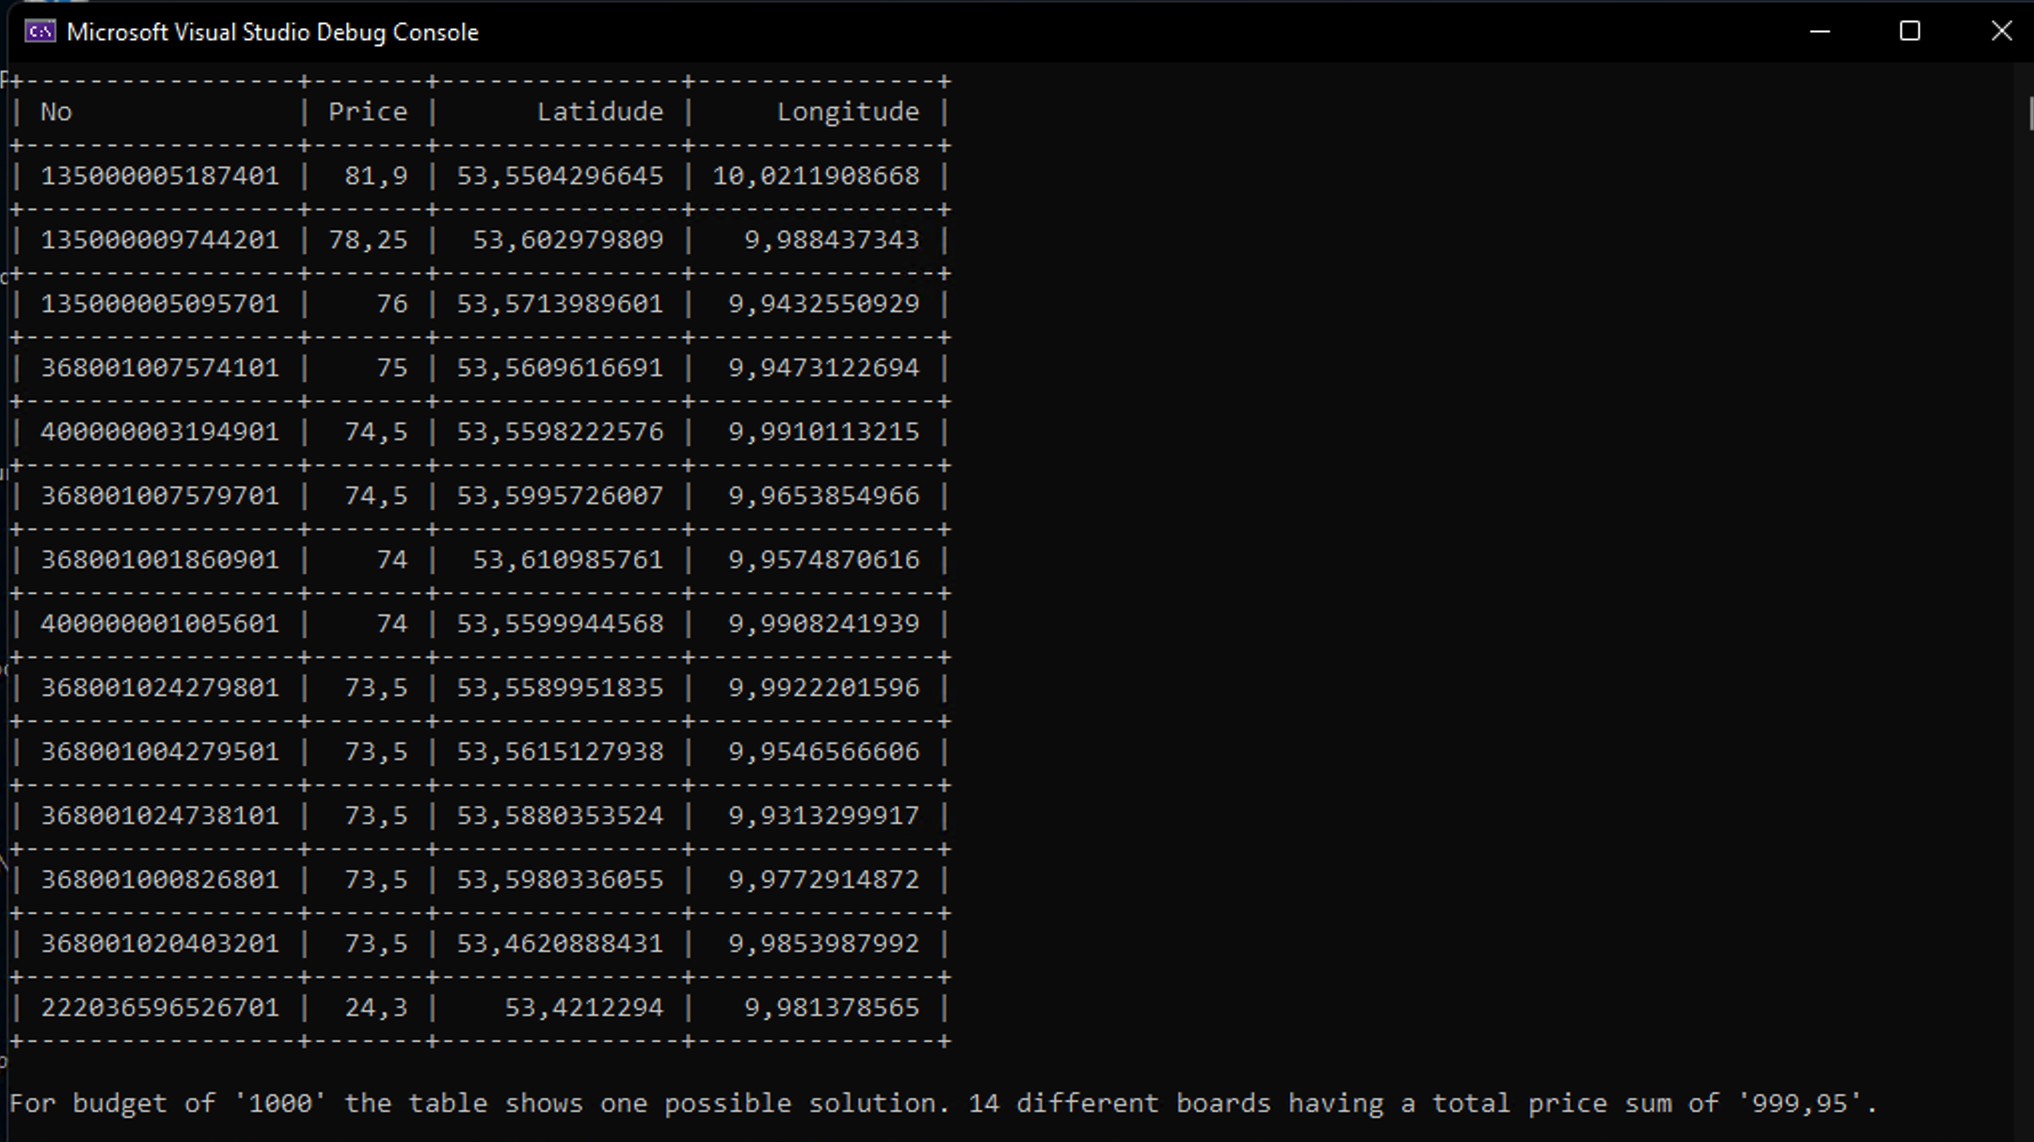 Microsoft Visual Studio Debug Console
+-----------------+-------+---------------+---------------+
| No              | Price |      Latidude |     Longitude |
+-----------------+-------+---------------+---------------+
| 135000005187401 |  81,9 | 53,5504296645 | 10,0211908668 |
+-----------------+-------+---------------+---------------+
| 135000009744201 | 78,25 |  53,602979809 |   9,988437343 |
+-----------------+-------+---------------+---------------+
| 135000005095701 |    76 | 53,5713989601 |  9,9432550929 |
+-----------------+-------+---------------+---------------+
| 368001007574101 |    75 | 53,5609616691 |  9,9473122694 |
+-----------------+-------+---------------+---------------+
| 400000003194901 |  74,5 | 53,5598222576 |  9,9910113215 |
+-----------------+-------+---------------+---------------+
| 368001007579701 |  74,5 | 53,5995726007 |  9,9653854966 |
+-----------------+-------+---------------+---------------+
| 368001001860901 |    74 |  53,610985761 |  9,9574870616 |
+-----------------+-------+---------------+---------------+
| 400000001005601 |    74 | 53,5599944568 |  9,9908241939 |
+-----------------+-------+---------------+---------------+
| 368001024279801 |  73,5 | 53,5589951835 |  9,9922201596 |
+-----------------+-------+---------------+---------------+
| 368001004279501 |  73,5 | 53,5615127938 |  9,9546566606 |
+-----------------+-------+---------------+---------------+
| 368001024738101 |  73,5 | 53,5880353524 |  9,9313299917 |
+-----------------+-------+---------------+---------------+
| 368001000826801 |  73,5 | 53,5980336055 |  9,9772914872 |
+-----------------+-------+---------------+---------------+
| 368001020403201 |  73,5 | 53,4620888431 |  9,9853987992 |
+-----------------+-------+---------------+---------------+
| 222036596526701 |  24,3 |    53,4212294 |   9,981378565 |
+-----------------+-------+---------------+---------------+
For budget of '1000' the table shows one possible solution. 14 different boards having a total price sum of '999,95'.